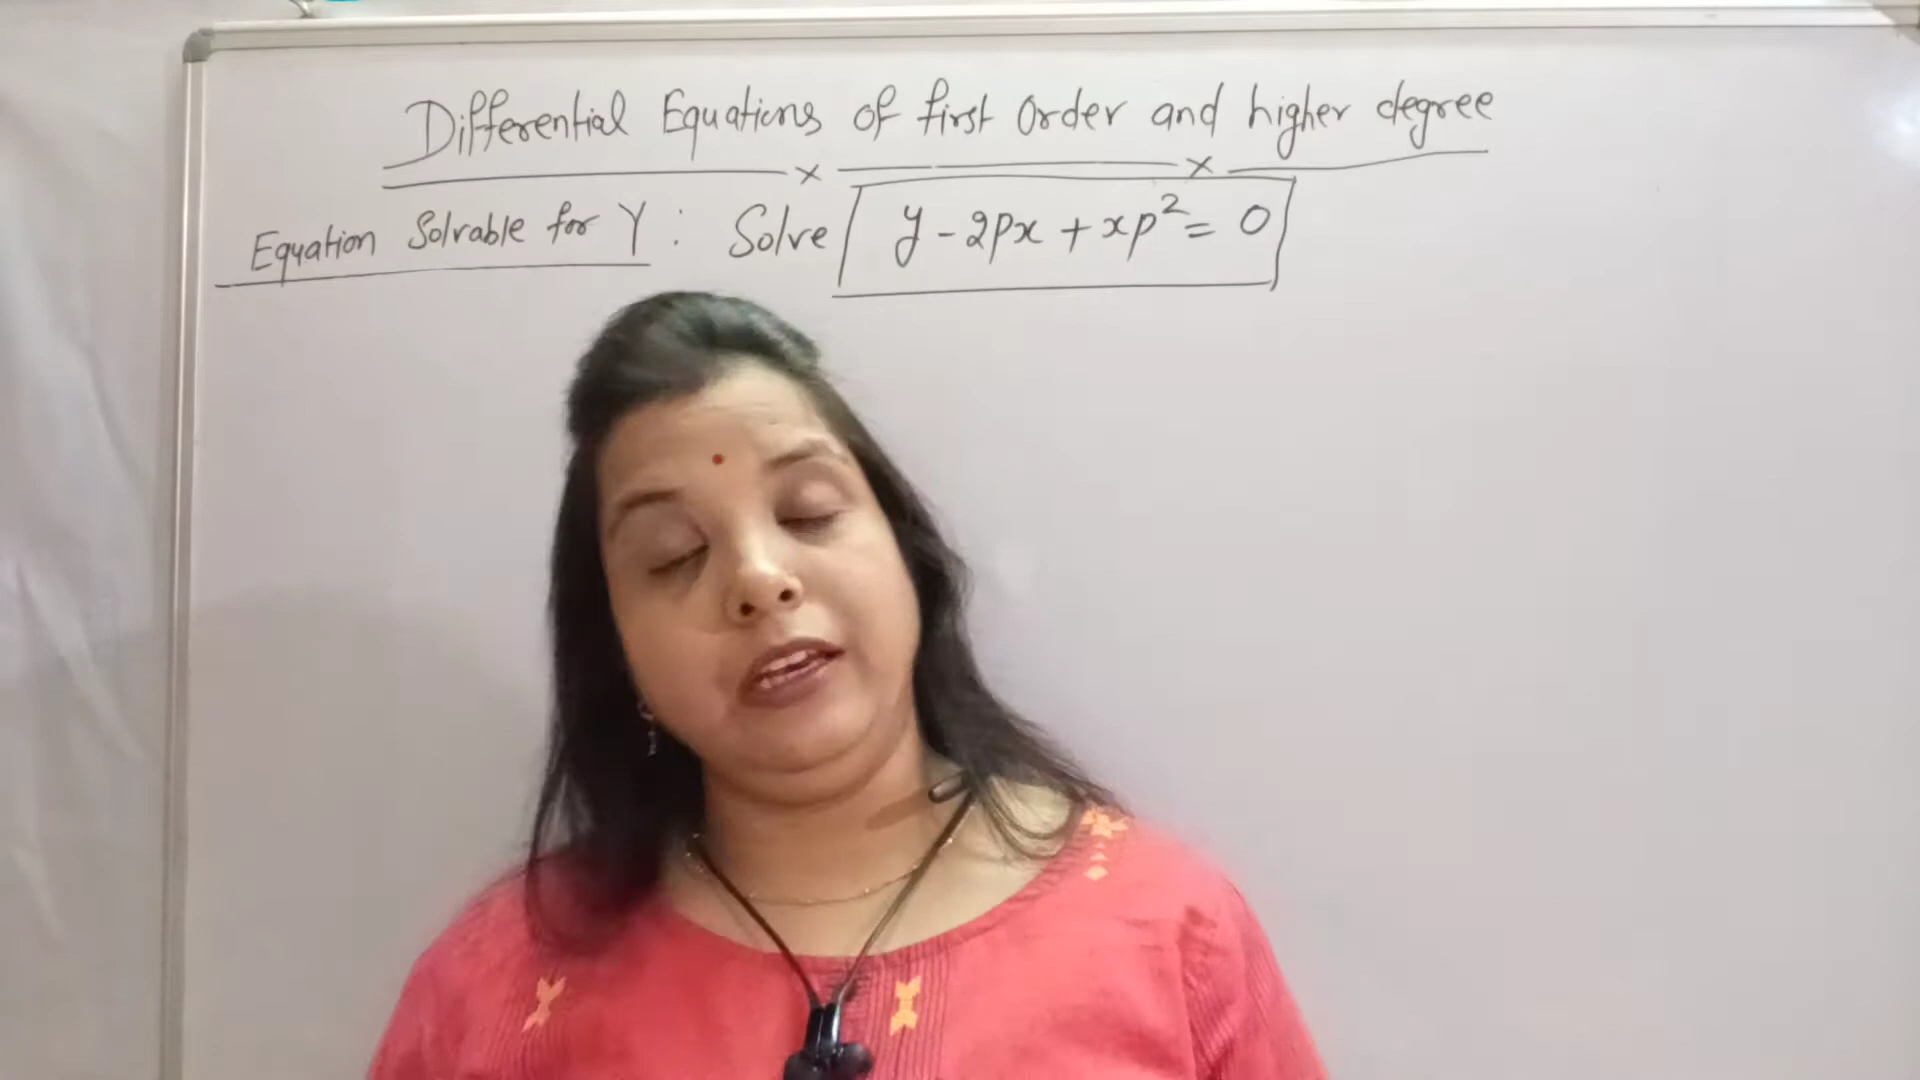 Differential Equations of first Order and higher degree
Equation Solvable for Y : Solve y - 2px + xp² = 0